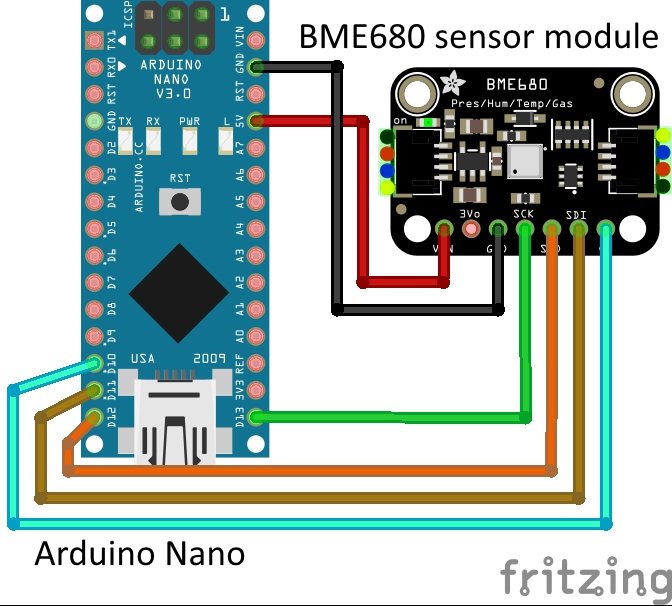 BME680 sensor module
ICSP
1
TX1
RX0
RST
GND
D2
D3
D4
D5
D6
D7
D8
D9
D10
D11
D12
ARDUINO
NANO
V3.0
TX
RX
PWR
L
ARDUINO.CC
RST
USA
2009
VIN
GND
RST
5V
A7
A6
A5
A4
A3
A2
A1
A0
REF
3V3
D13
BME680
Pres/Hum/Temp/Gas
on
3Vo
SCK
SDI
Arduino Nano
fritzing